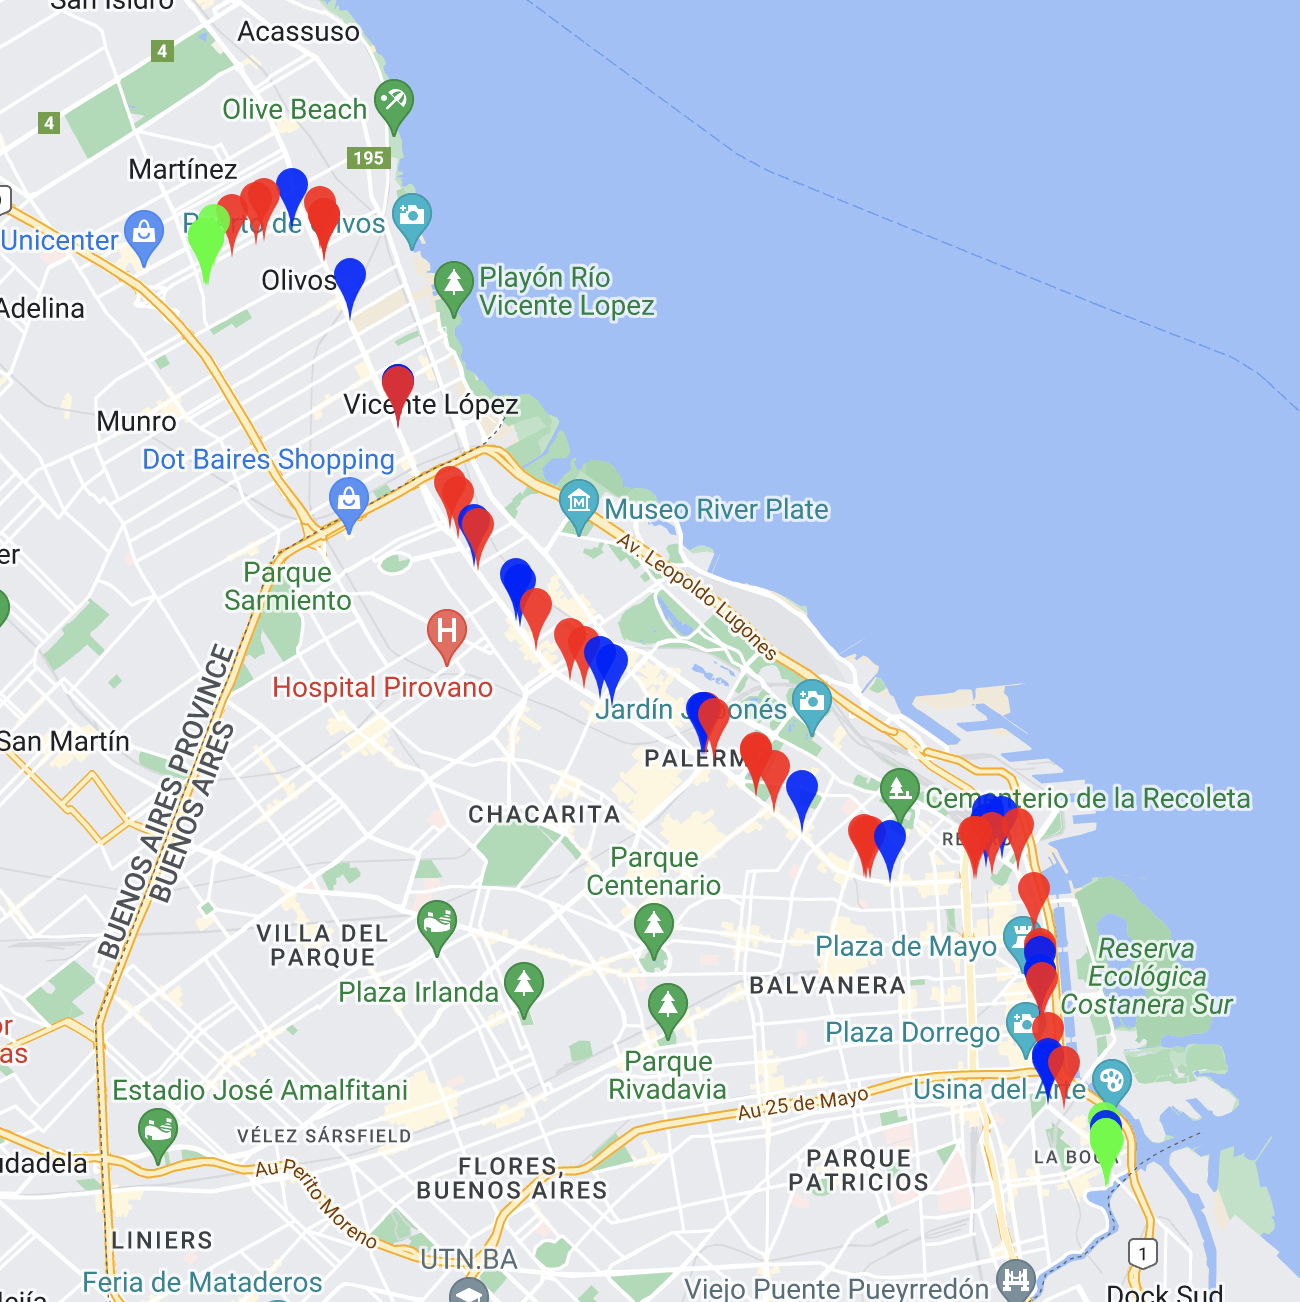 San Isidro
Acassuso
4
Olive Beach
4
195
Martínez
Puerto de Olivos
Unicenter
Olivos
Playón Río
Vicente Lopez
Adelina
Vicente López
Munro
Dot Baires Shopping
Museo River Plate
Av. Leopoldo Lugones
Parque
Sarmiento
H
Hospital Pirovano
BUENOS AIRES PROVINCE
BUENOS AIRES
San Martín
Jardín Japonés
PALERMO
CHACARITA
Cementerio de la Recoleta
Parque
Centenario
VILLA DEL
PARQUE
Plaza de Mayo
Reserva
Ecológica
Costanera Sur
Plaza Irlanda
BALVANERA
Plaza Dorrego
Parque
Rivadavia
Estadio José Amalfitani
Usina del Arte
Au 25 de Mayo
VÉLEZ SÁRSFIELD
LA BOCA
udadela
Au Perito Moreno
FLORES,
BUENOS AIRES
PARQUE
PATRICIOS
LINIERS
UTN.BA
1
Feria de Mataderos
Viejo Puente Pueyrredón
Dock Sud